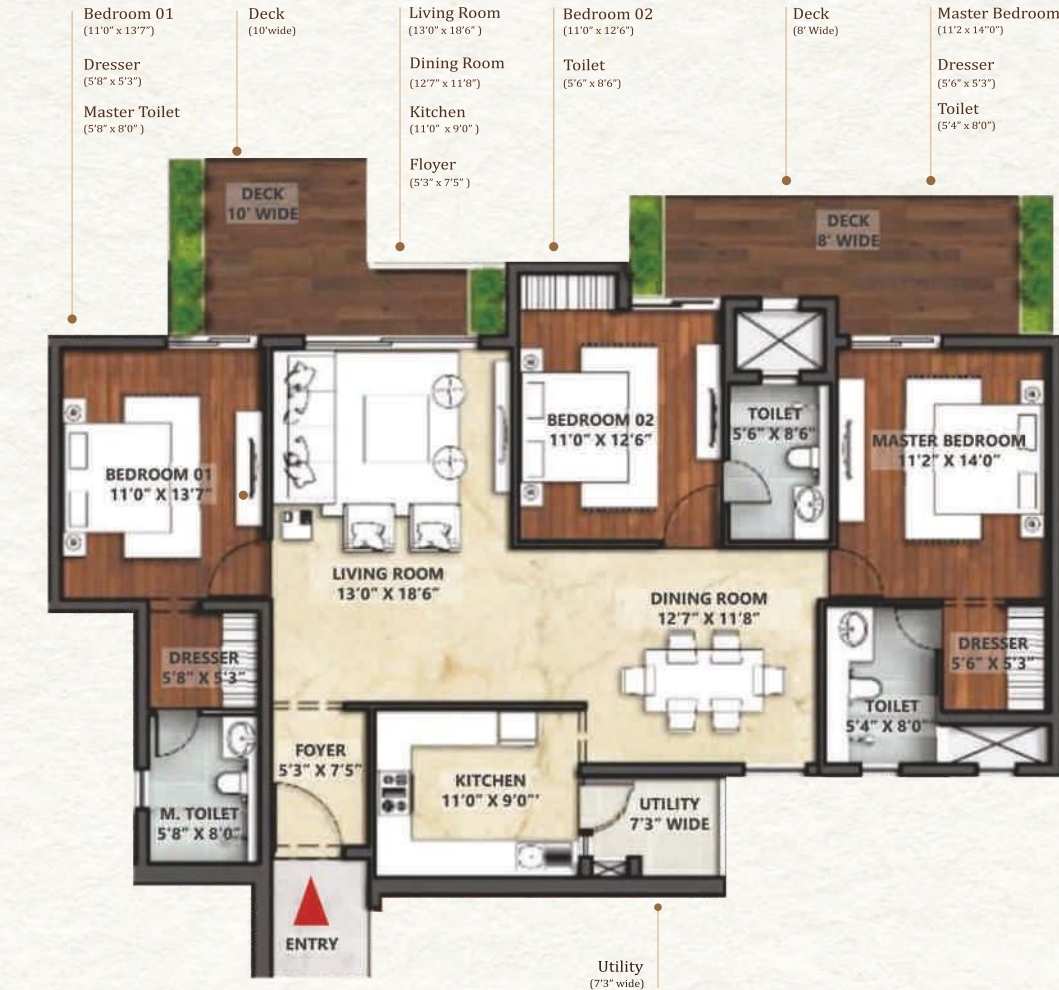 Bedroom 01
(11'0" x 13'7")
Dresser
(5'8" x 5'3")
Master Toilet
(5'8" x 8'0" )
Deck
(10'wide)
Living Room
(13'0" x 18'6" )
Dining Room
(12'7" x 11'8")
Kitchen
(11'0" x 9'0" )
Floyer
(5'3" x 7'5" )
Bedroom 02
(11'0" x 12'6")
Toilet
(5'6" x 8'6")
Deck
(8' Wide)
Master Bedroom
(11'2 x 14'0")
Dresser
(5'6" x 5'3")
Toilet
(5'4" x 8'0")
DECK
10' WIDE
DECK
8' WIDE
BEDROOM 01
11'0" X 13'7"
LIVING ROOM
13'0" X 18'6"
BEDROOM 02
11'0" X 12'6"
TOILET
5'6" X 8'6"
MASTER BEDROOM
11'2" X 14'0"
DINING ROOM
12'7" X 11'8"
DRESSER
5'8" X 5'3"
DRESSER
5'6" X 5'3"
TOILET
5'4" X 8'0"
FOYER
5'3" X 7'5"
KITCHEN
11'0" X 9'0"'
UTILITY
7'3" WIDE
M. TOILET
5'8" X 8'0"
ENTRY
Utility
(7'3" wide)